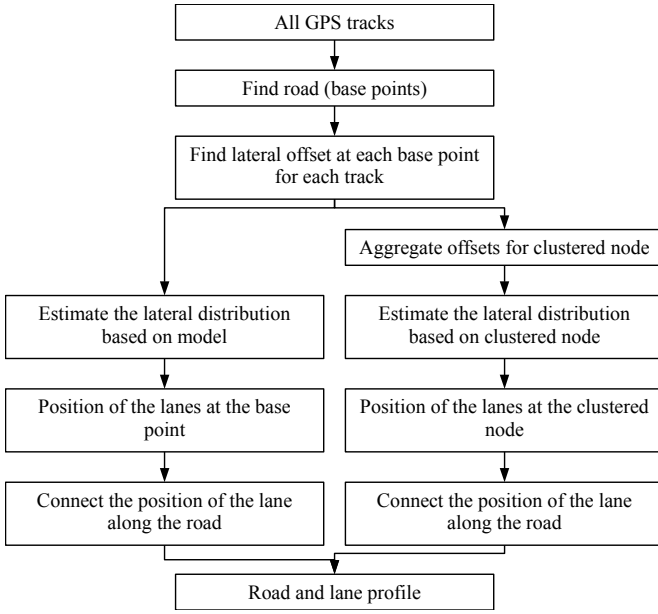 All GPS tracks
Find road (base points)
Find lateral offset at each base point
for each track
Aggregate offsets for clustered node
Estimate the lateral distribution
based on model
Estimate the lateral distribution
based on clustered node
Position of the lanes at the base
point
Position of the lanes at the clustered
node
Connect the position of the lane
along the road
Connect the position of the lane
along the road
Road and lane profile